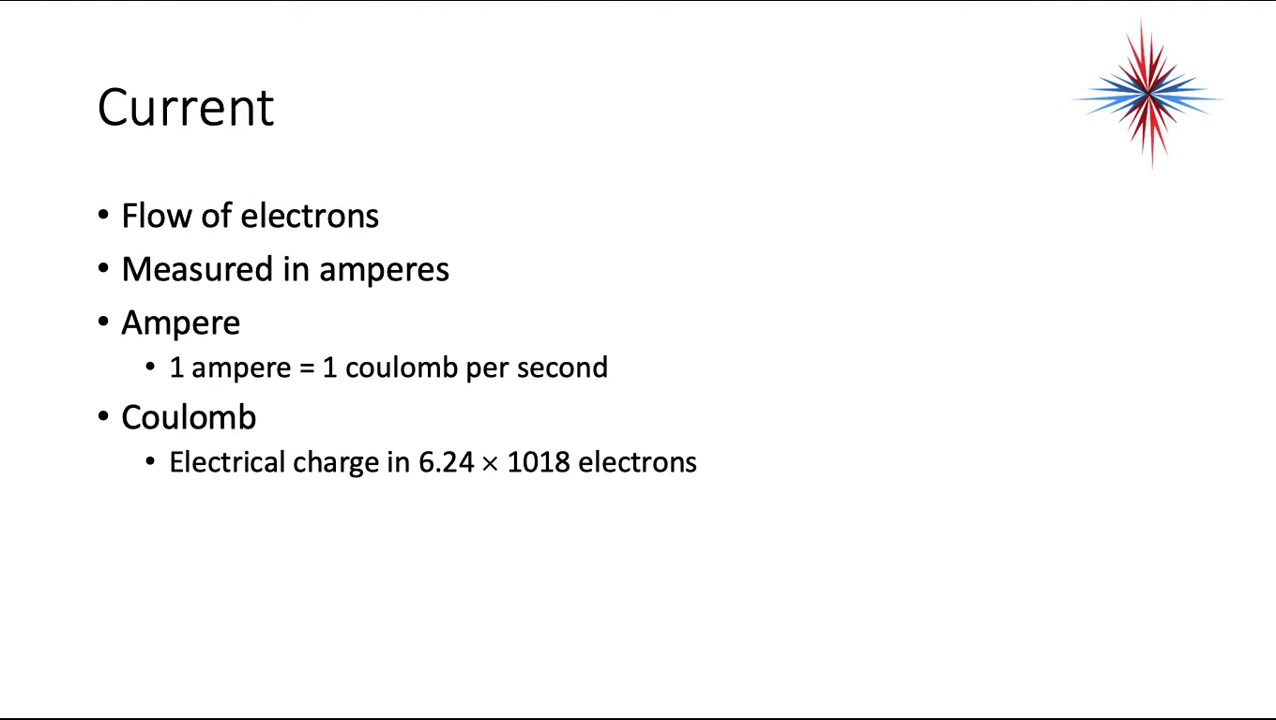 Current
• Flow of electrons
• Measured in amperes
• Ampere
• 1 ampere = 1 coulomb per second
• Coulomb
• Electrical charge in 6.24 × 1018 electrons